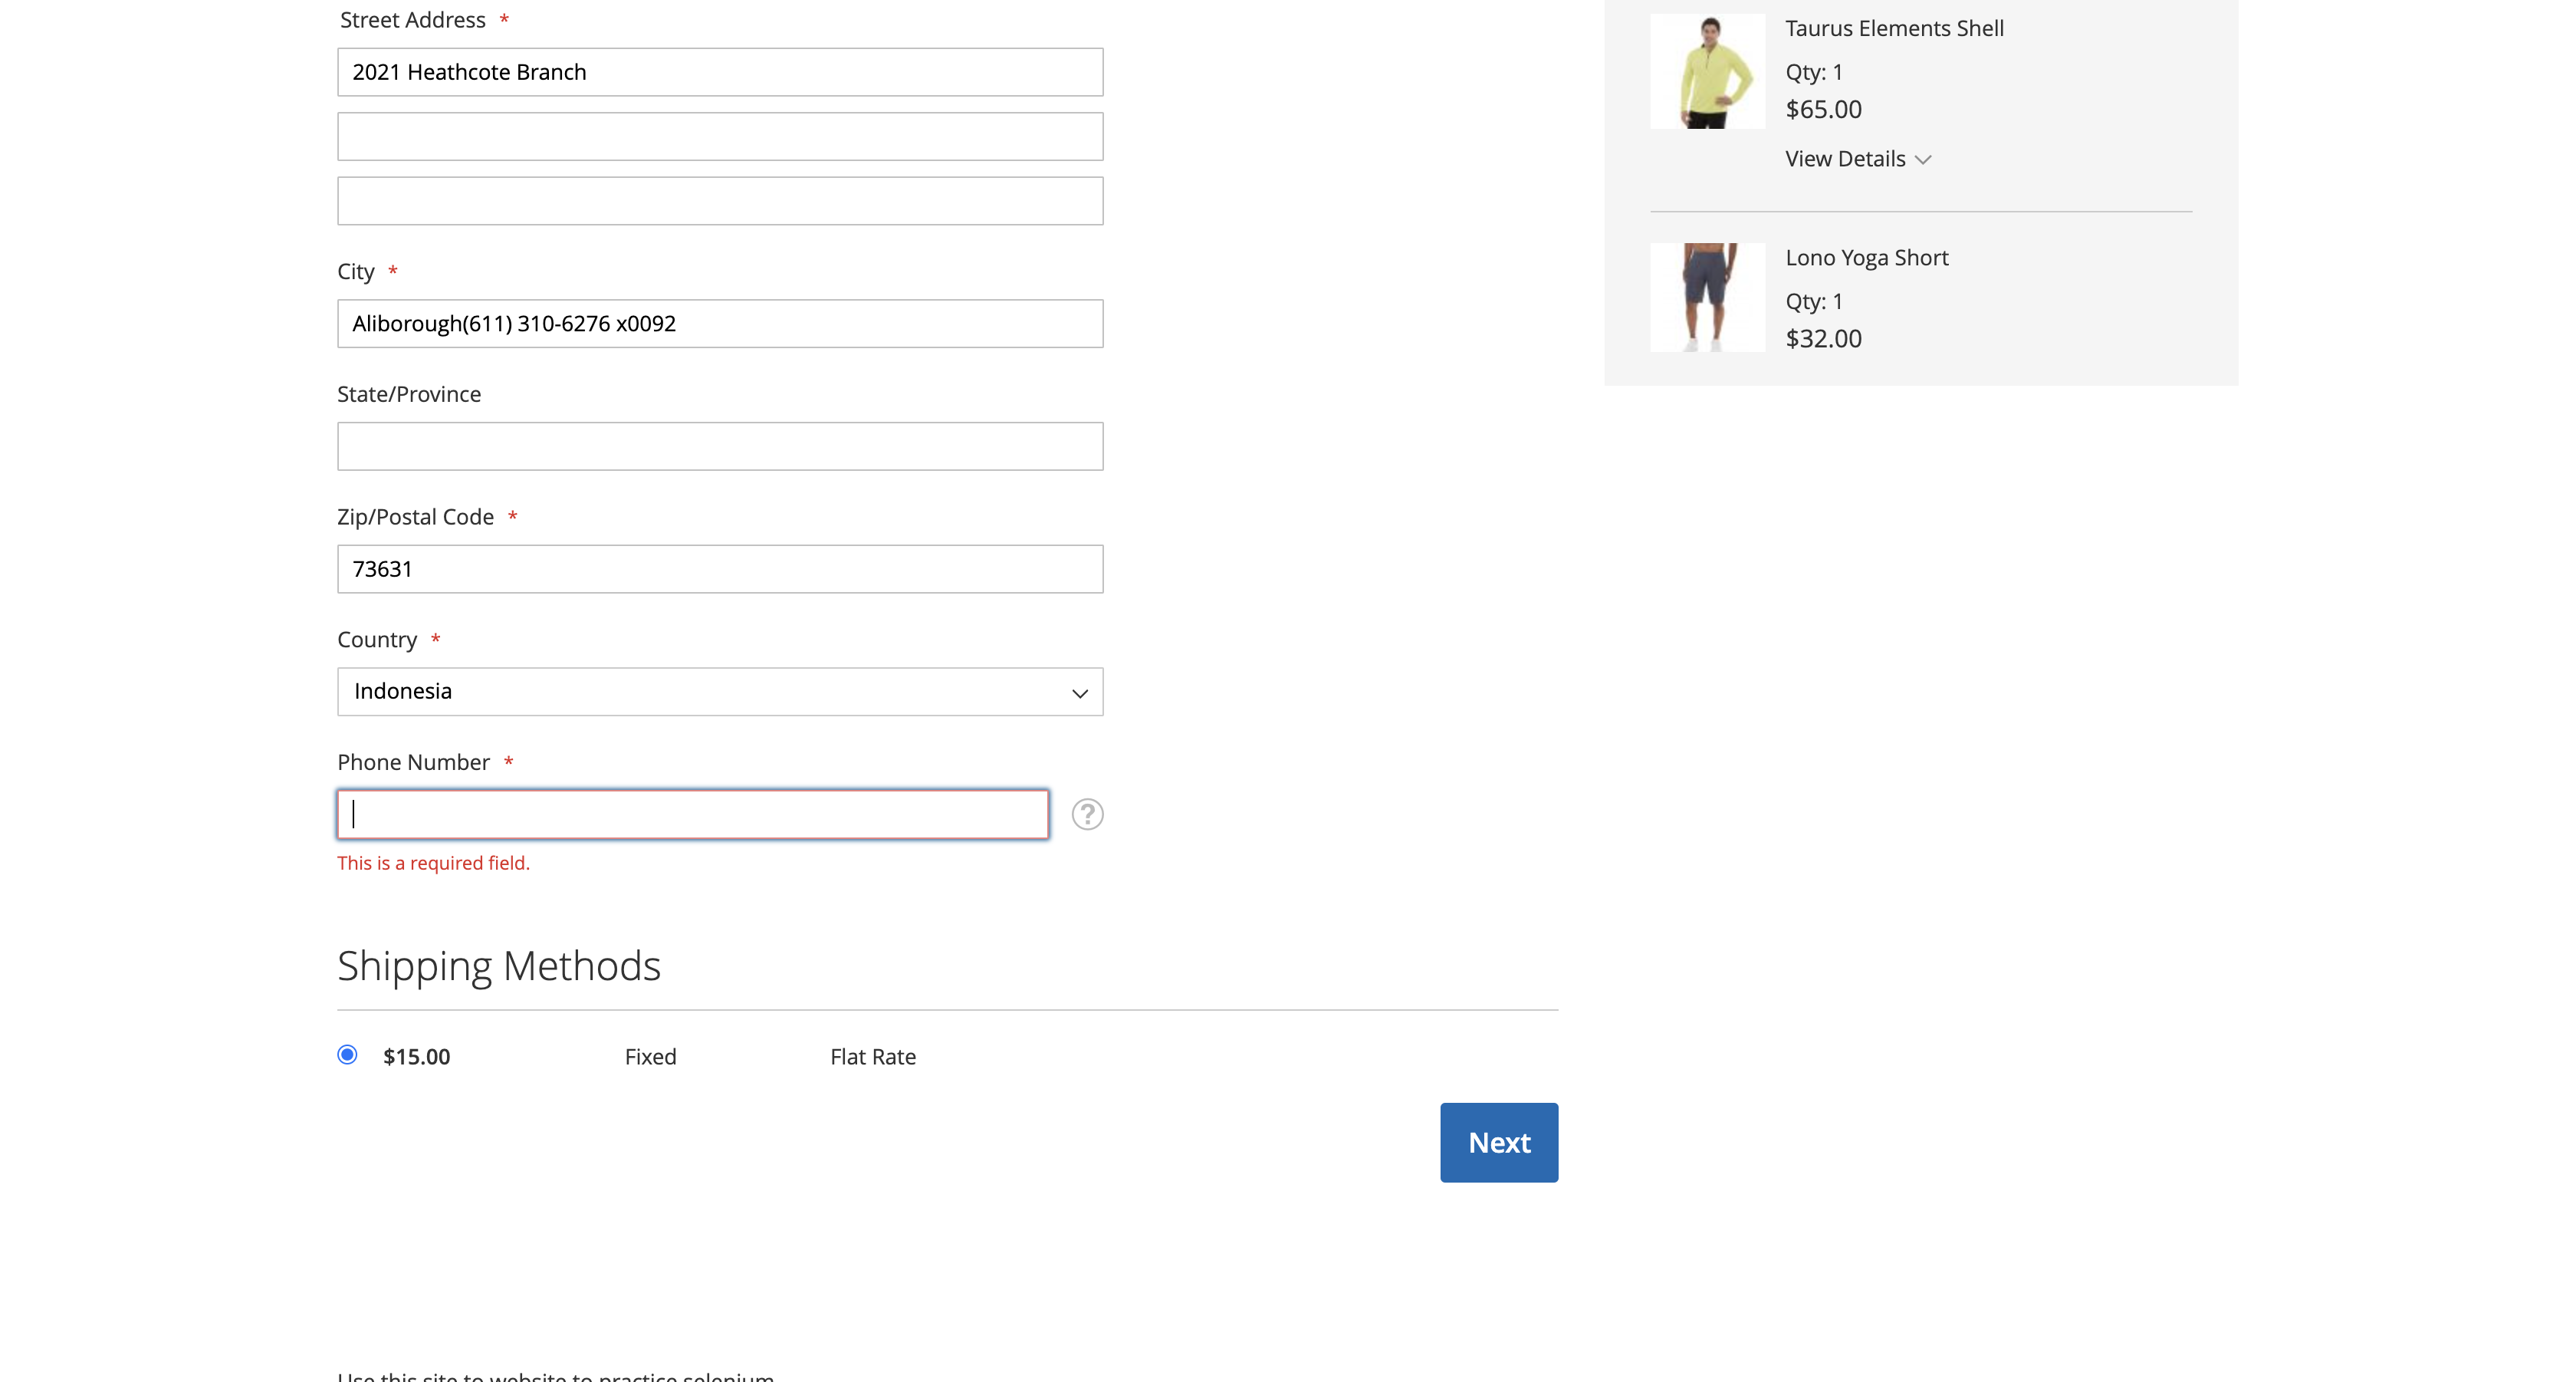 Street Address *
2021 Heathcote Branch
City *
Aliborough(611) 310-6276 x0092
State/Province
Zip/Postal Code *
73631
Country *
Indonesia
Phone Number *
?
This is a required field.
Shipping Methods
$15.00 Fixed Flat Rate
Next
Use this site to website to practice selenium
Taurus Elements Shell
Qty: 1
$65.00
View Details
Lono Yoga Short
Qty: 1
$32.00